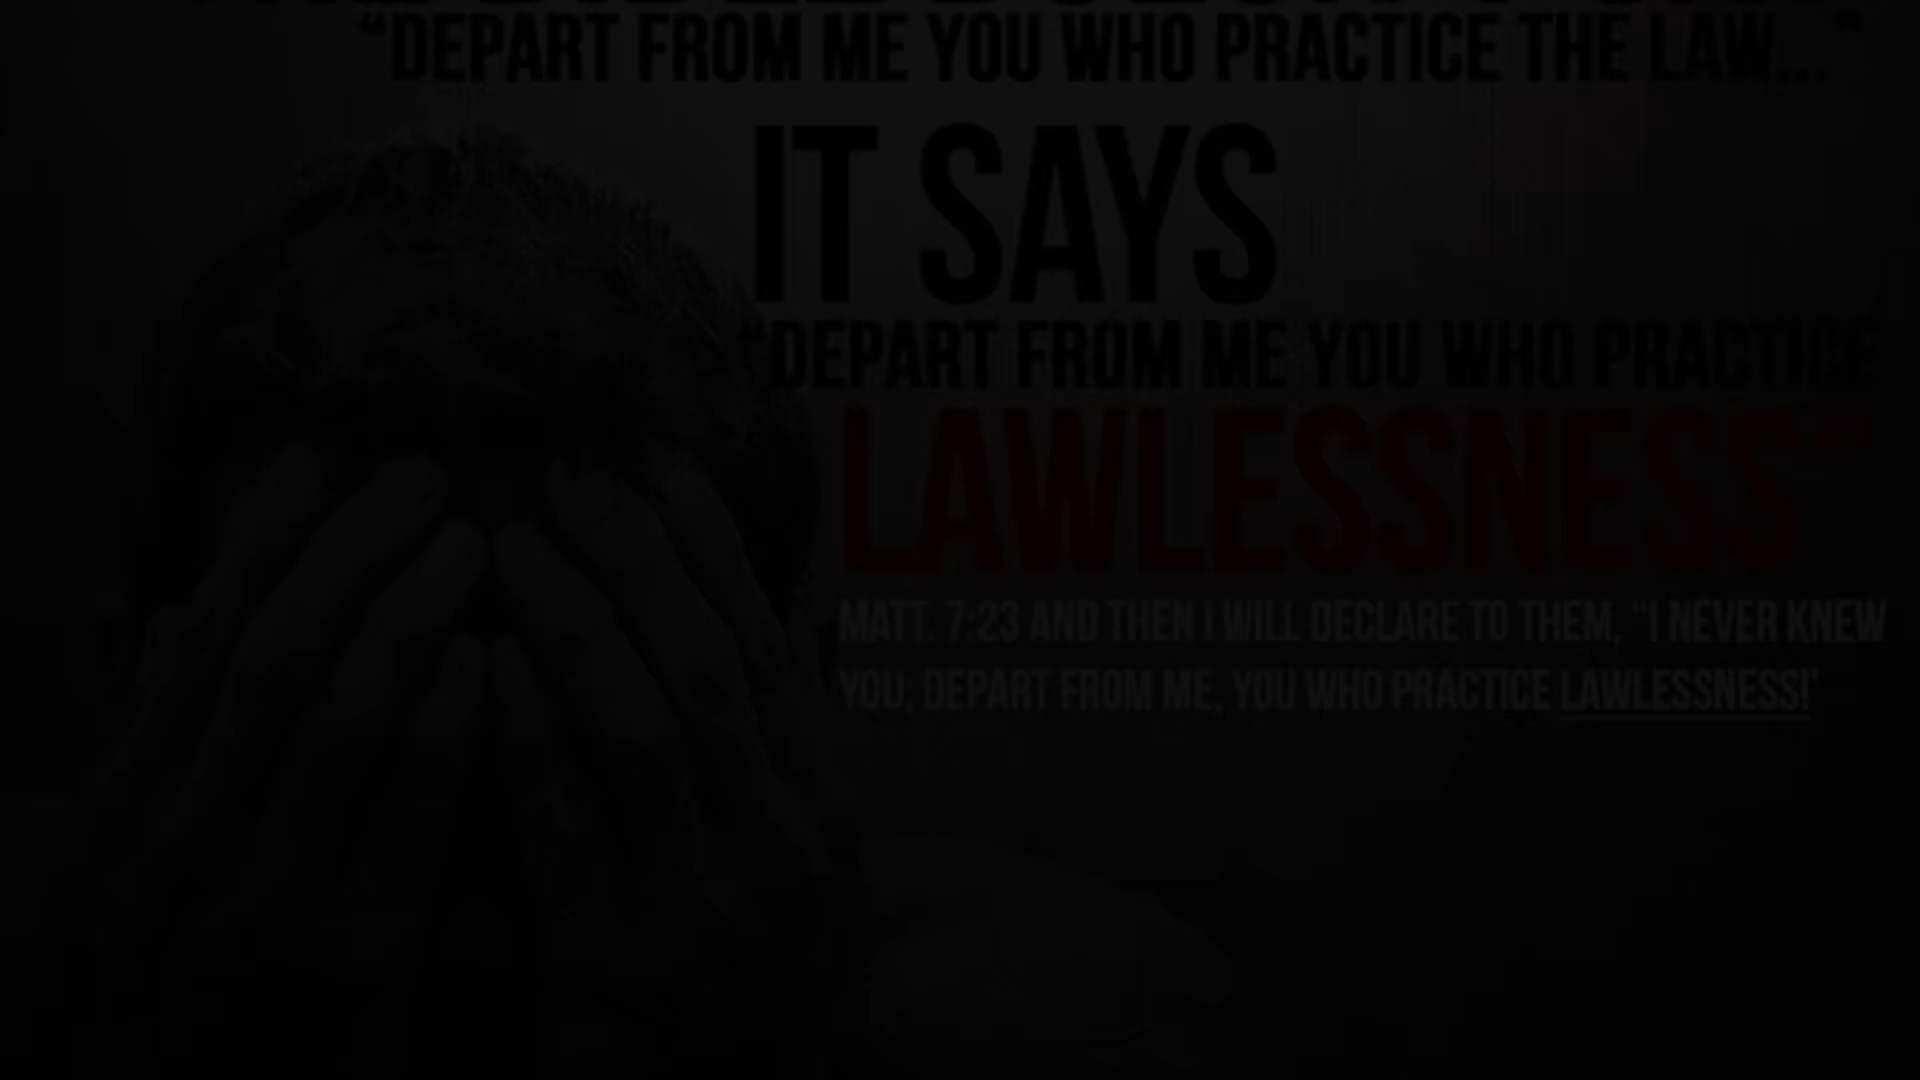 “DEPART FROM ME YOU WHO PRACTICE THE LAW...”
IT SAYS
“DEPART FROM ME YOU WHO PRACTICE
LAWLESSNESS”
MATT. 7:23 AND THEN I WILL DECLARE TO THEM, “I NEVER KNEW
YOU; DEPART FROM ME, YOU WHO PRACTICE LAWLESSNESS!’